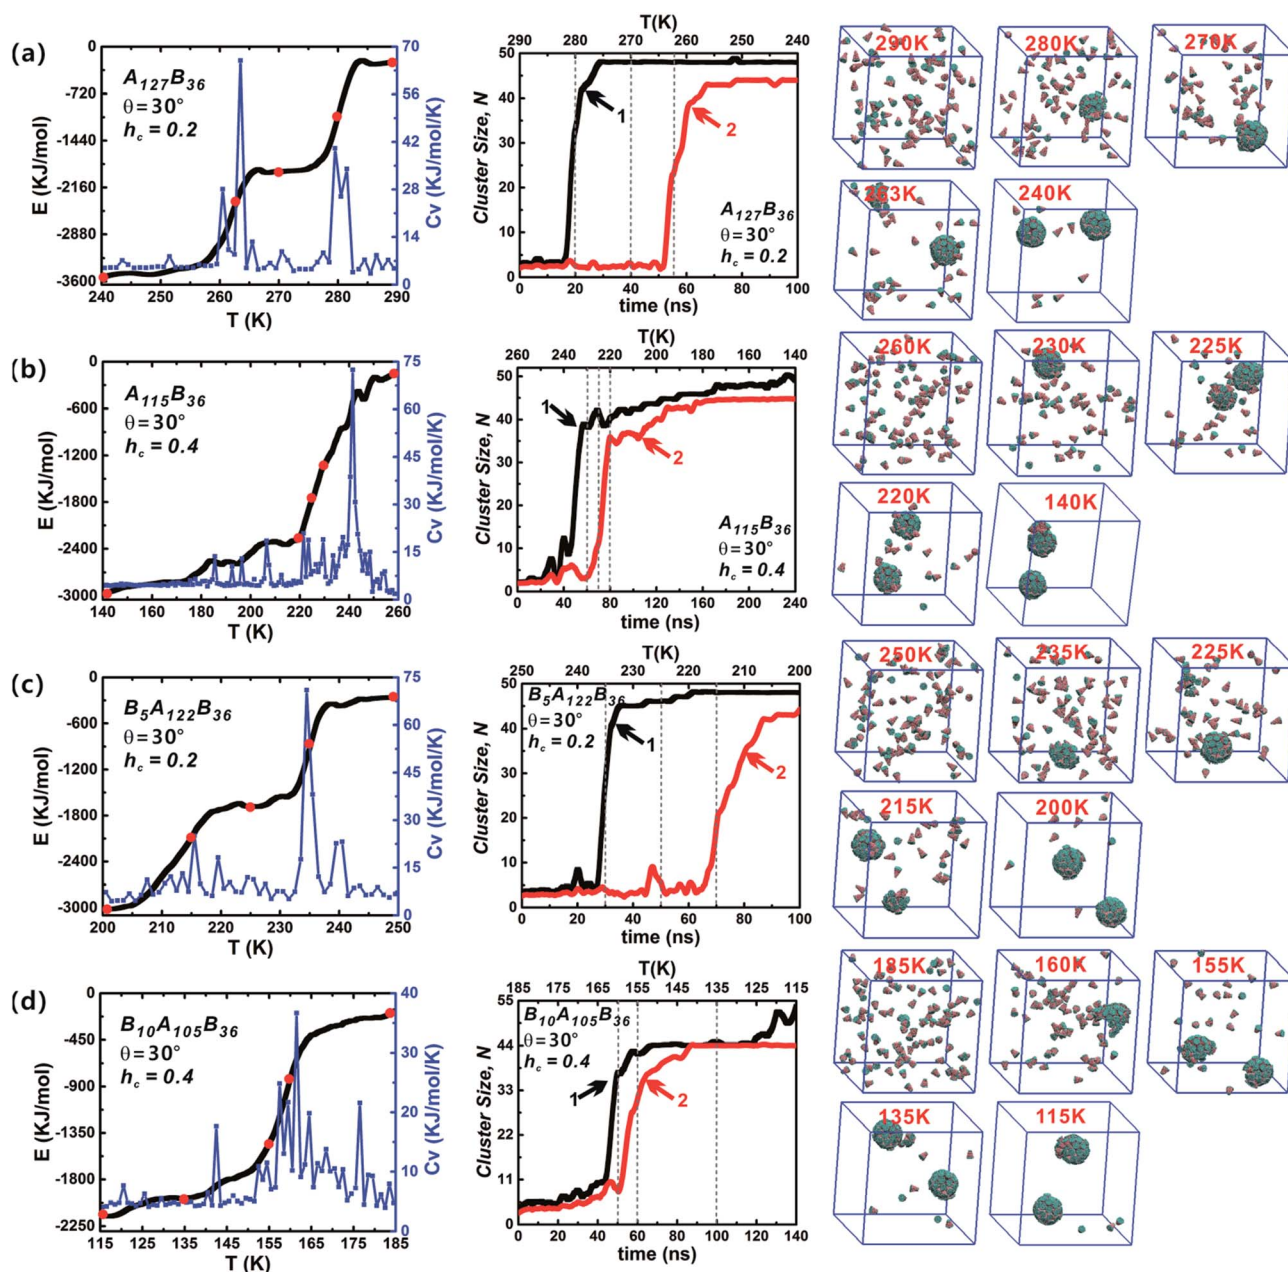 (a)
A127B36
θ = 30°
hc = 0.2
E (KJ/mol)
0
-720
-1440
-2160
-2880
-3600
240 250 260 270 280 290
T (K)
70
56
42
28
14
0
Cv (KJ/mol/K)
T(K)
290 280 270 260 250 240
Cluster Size, N
50
40
30
20
10
0
1
2
A127B36
θ = 30°
hc = 0.2
0 20 40 60 80 100
time (ns)
290K
280K
270K
263K
240K
(b)
A115B36
θ = 30°
hc = 0.4
E (KJ/mol)
0
-600
-1200
-1800
-2400
-3000
140 160 180 200 220 240 260
T (K)
75
60
45
30
15
0
Cv (KJ/mol/K)
T(K)
260 240 220 200 180 160 140
Cluster Size, N
50
40
30
20
10
0
1
2
A115B36
θ = 30°
hc = 0.4
0 40 80 120 160 200 240
time (ns)
260K
230K
225K
220K
140K
(c)
B5A122B36
θ = 30°
hc = 0.2
E (KJ/mol)
0
-600
-1200
-1800
-2400
-3000
200 210 220 230 240 250
T (K)
75
60
45
30
15
0
Cv (KJ/mol/K)
T(K)
250 240 230 220 210 200
Cluster Size, N
50
40
30
20
10
0
B5A122B36
θ = 30°
hc = 0.2
1
2
0 20 40 60 80 100
time (ns)
250K
235K
225K
215K
200K
(d)
B10A105B36
θ = 30°
hc = 0.4
E (KJ/mol)
0
-450
-900
-1350
-1800
-2250
115 125 135 145 155 165 175 185
T (K)
40
30
20
10
0
Cv (KJ/mol/K)
T(K)
185 175 165 155 145 135 125 115
Cluster Size, N
55
44
33
22
11
0
B10A105B36
θ = 30°
hc = 0.4
1
2
0 20 40 60 80 100 120 140
time (ns)
185K
160K
155K
135K
115K